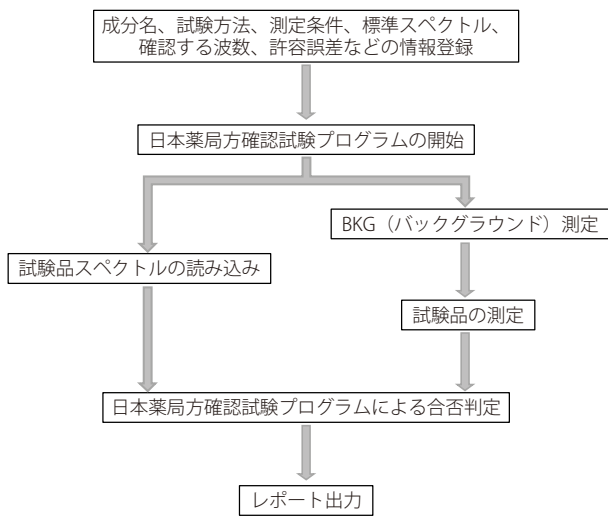 成分名、試験方法、測定条件、標準スペクトル、
確認する波数、許容誤差などの情報登録
日本薬局方確認試験プログラムの開始
BKG（バックグラウンド）測定
試験品スペクトルの読み込み
試験品の測定
日本薬局方確認試験プログラムによる合否判定
レポート出力